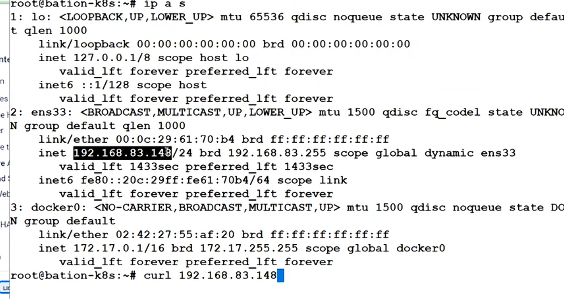 root@bation-k8s:~# ip a s
1: lo: <LOOPBACK,UP,LOWER_UP> mtu 65536 qdisc noqueue state UNKNOWN group defau
t qlen 1000
link/loopback 00:00:00:00:00:00 brd 00:00:00:00:00:00
inet 127.0.0.1/8 scope host lo
valid_lft forever preferred_lft forever
inet6 ::1/128 scope host
valid_lft forever preferred_lft forever
2: ens33: <BROADCAST,MULTICAST,UP,LOWER_UP> mtu 1500 qdisc fq_codel state UNKNO
N group default qlen 1000
link/ether 00:0c:29:61:70:b4 brd ff:ff:ff:ff:ff:ff
inet 192.168.83.148/24 brd 192.168.83.255 scope global dynamic ens33
valid_lft 1433sec preferred_lft 1433sec
inet6 fe80::20c:29ff:fe61:70b4/64 scope link
valid_lft forever preferred_lft forever
3: docker0: <NO-CARRIER,BROADCAST,MULTICAST,UP> mtu 1500 qdisc noqueue state DO
N group default
link/ether 02:42:27:55:af:20 brd ff:ff:ff:ff:ff:ff
inet 172.17.0.1/16 brd 172.17.255.255 scope global docker0
valid_lft forever preferred_lft forever
root@bation-k8s:~# curl 192.168.83.148